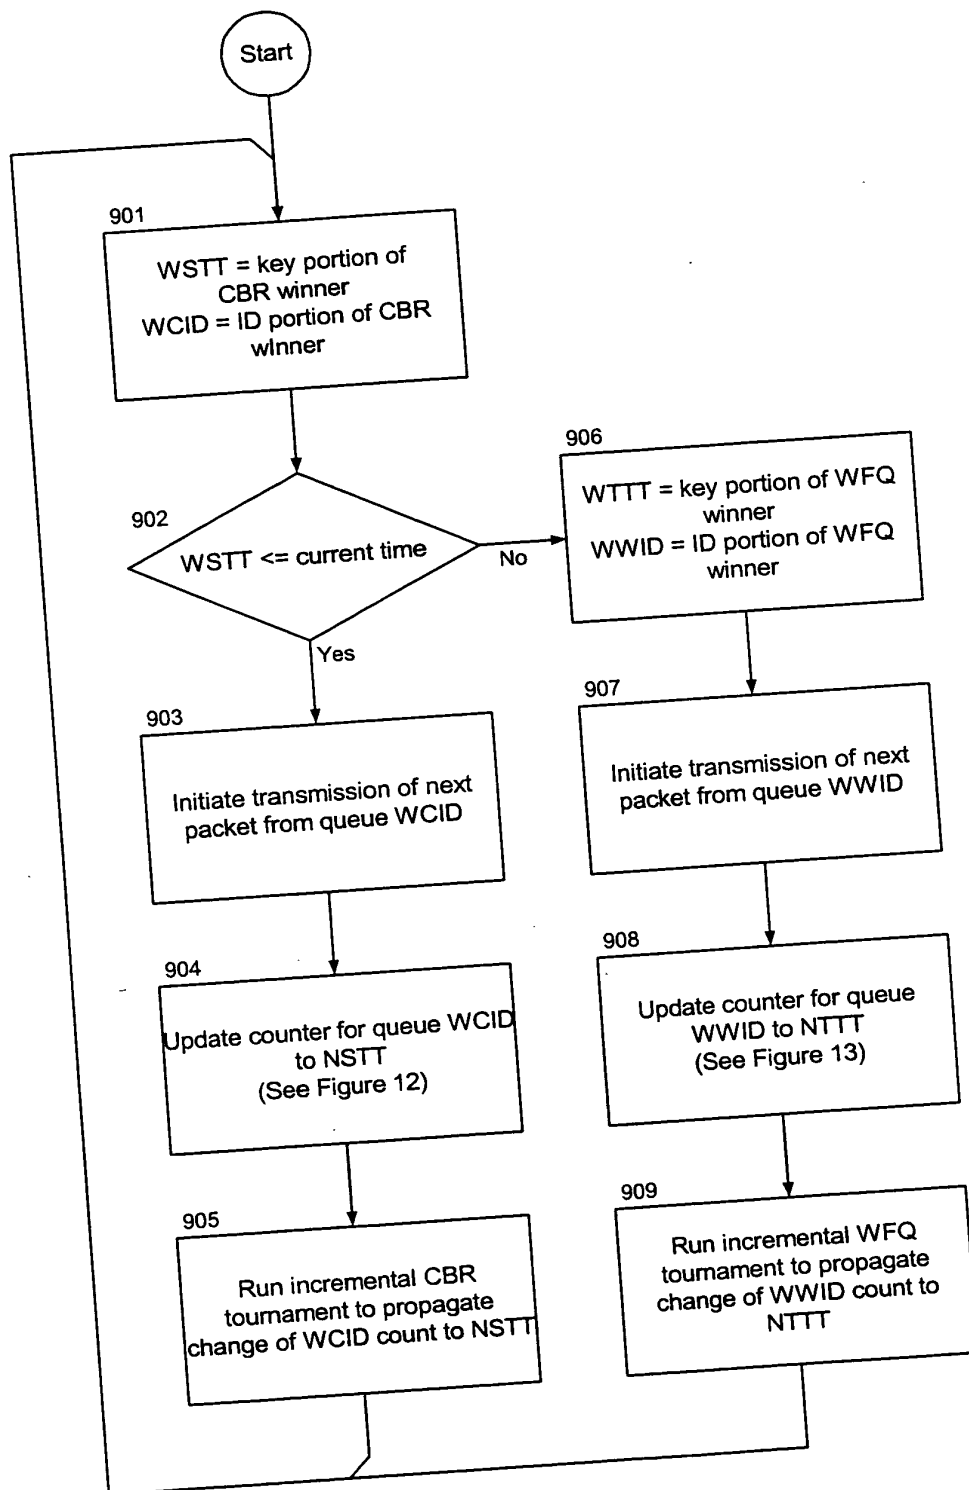 Start
901
WSTT = key portion of
CBR winner
WCID = ID portion of CBR
winner
902
WSTT <= current time
No
Yes
906
WTTT = key portion of WFQ
winner
WWID = ID portion of WFQ
winner
903
Initiate transmission of next
packet from queue WCID
907
Initiate transmission of next
packet from queue WWID
904
Update counter for queue WCID
to NSTT
(See Figure 12)
908
Update counter for queue
WWID to NTTT
(See Figure 13)
905
Run incremental CBR
tournament to propagate
change of WCID count to NSTT
909
Run incremental WFQ
tournament to propagate
change of WWID count to
NTTT